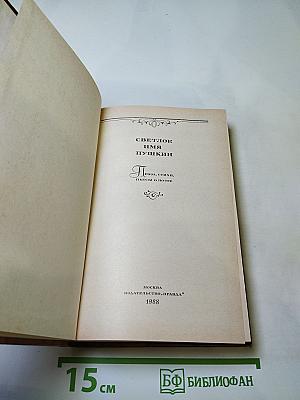 СВЕТЛОЕ
ИМЯ
ПУШКИН
Проза, стихи,
пьесы о поэте
МОСКВА
ИЗДАТЕЛЬСТВО „ПРАВДА"
1988
15 см
БФ БИБЛИОФАН